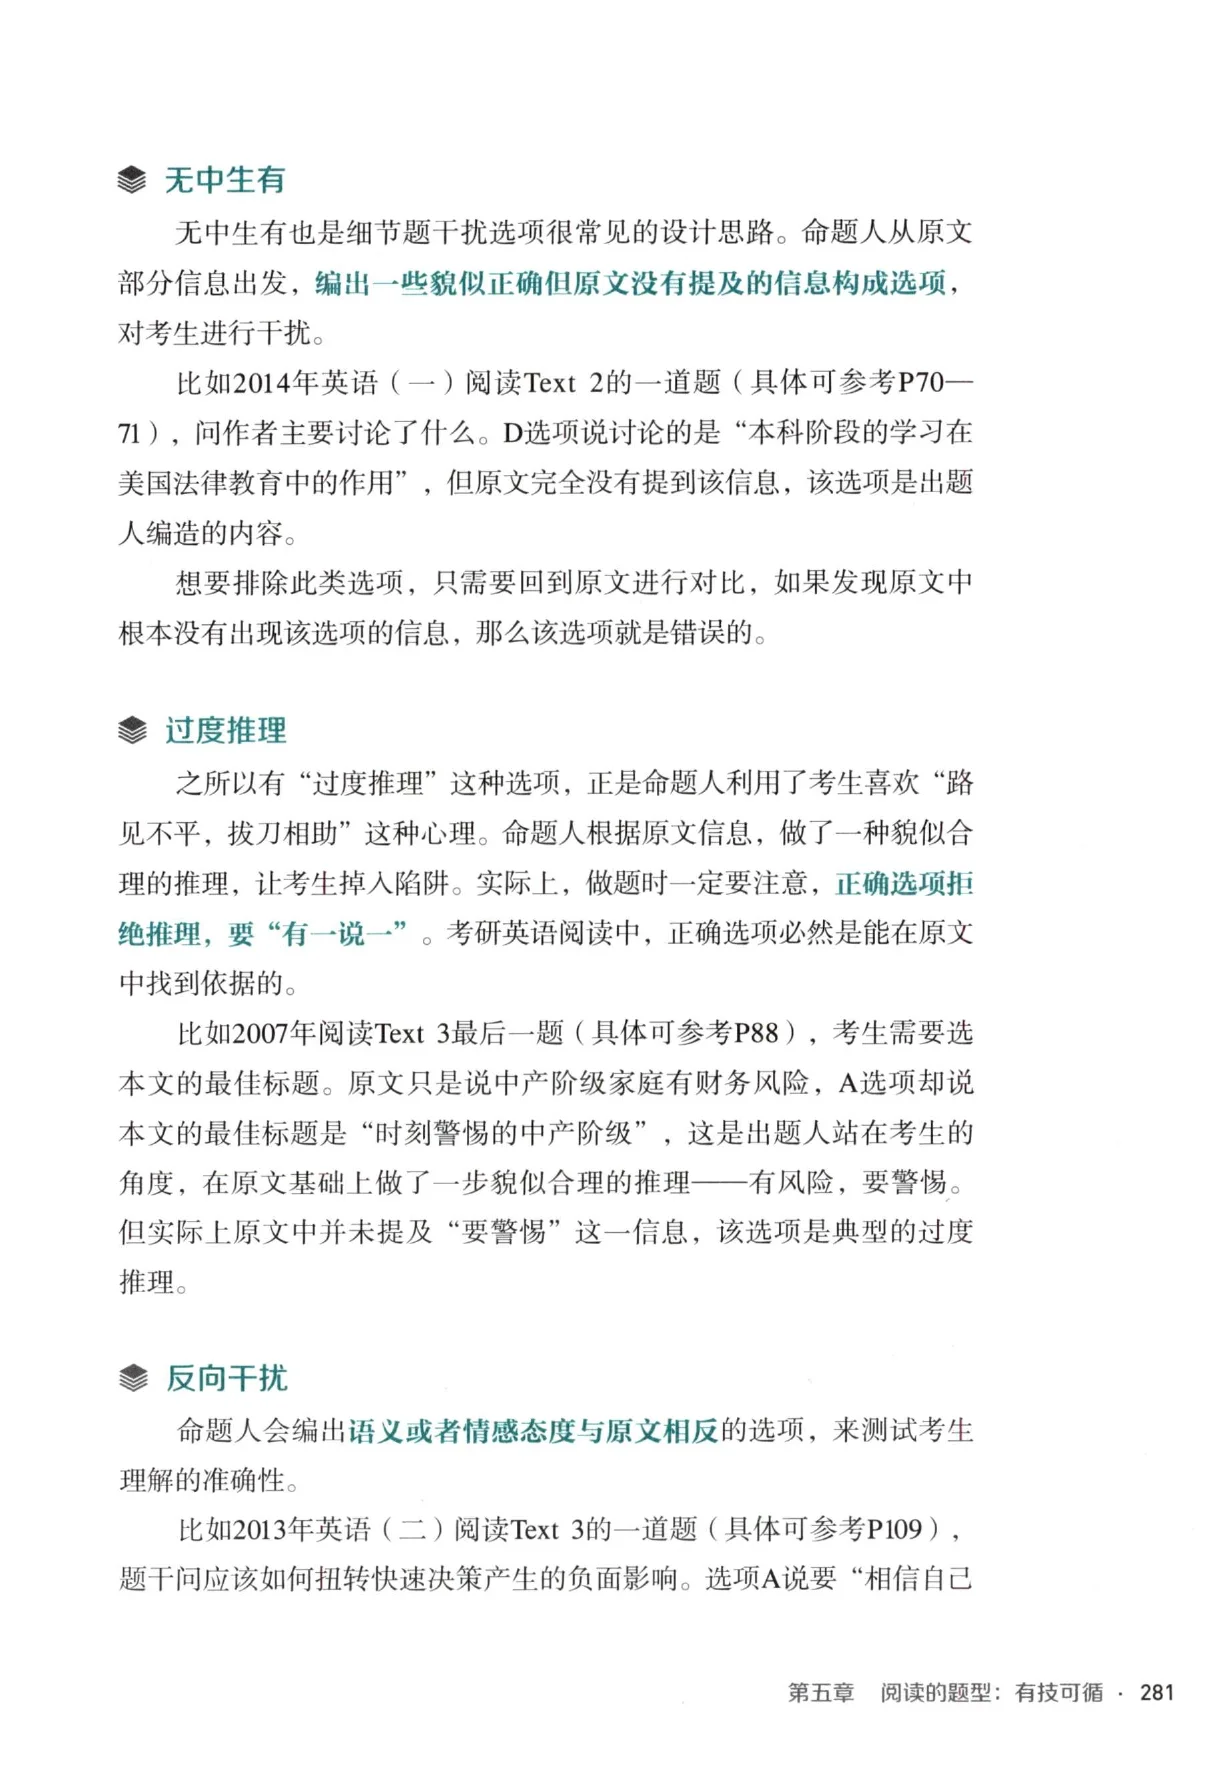 无中生有
无中生有也是细节题干扰选项很常见的设计思路。命题人从原文
部分信息出发，编出一些貌似正确但原文没有提及的信息构成选项，
对考生进行干扰。
比如2014年英语（一）阅读Text 2的一道题（具体可参考P70—
71），问作者主要讨论了什么。D选项说讨论的是“本科阶段的学习在
美国法律教育中的作用”，但原文完全没有提到该信息，该选项是出题
人编造的内容。
想要排除此类选项，只需要回到原文进行对比，如果发现原文中
根本没有出现该选项的信息，那么该选项就是错误的。
过度推理
之所以有“过度推理”这种选项，正是命题人利用了考生喜欢“路
见不平，拔刀相助”这种心理。命题人根据原文信息，做了一种貌似合
理的推理，让考生掉入陷阱。实际上，做题时一定要注意，正确选项拒
绝推理，要“有一说一”。考研英语阅读中，正确选项必然是能在原文
中找到依据的。
比如2007年阅读Text 3最后一题（具体可参考P88），考生需要选
本文的最佳标题。原文只是说中产阶级家庭有财务风险，A选项却说
本文的最佳标题是“时刻警惕的中产阶级”，这是出题人站在考生的
角度，在原文基础上做了一步貌似合理的推理——有风险，要警惕。
但实际上原文中并未提及“要警惕”这一信息，该选项是典型的过度
推理。
反向干扰
命题人会编出语义或者情感态度与原文相反的选项，来测试考生
理解的准确性。
比如2013年英语（二）阅读Text 3的一道题（具体可参考P109），
题干问应该如何扭转快速决策产生的负面影响。选项A说要“相信自己
第五章 阅读的题型：有技可循 · 281